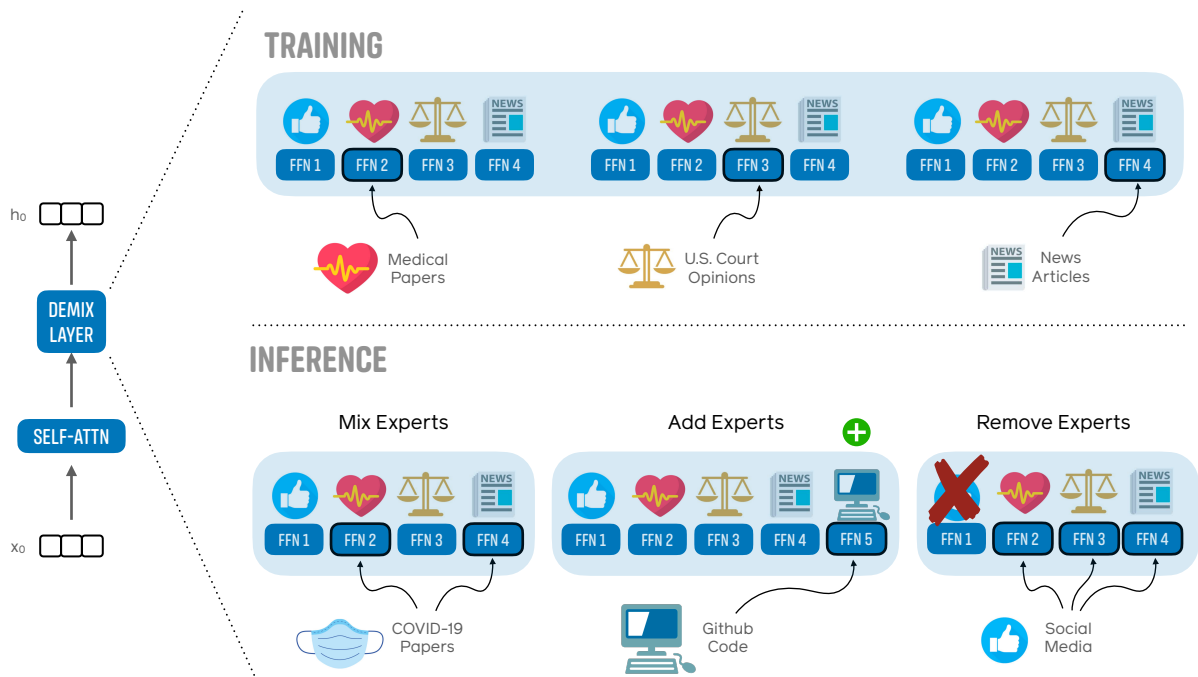 TRAINING
NEWS
NEWS
NEWS
FFN 1
FFN 2
FFN 3
FFN 4
FFN 1
FFN 2
FFN 3
FFN 4
FFN 1
FFN 2
FFN 3
FFN 4
Medical
Papers
U.S. Court
Opinions
NEWS
News
Articles
h₀
DEMIX
LAYER
SELF-ATTN
x₀
INFERENCE
Mix Experts
NEWS
FFN 1
FFN 2
FFN 3
FFN 4
COVID-19
Papers
Add Experts
NEWS
FFN 1
FFN 2
FFN 3
FFN 4
FFN 5
Github
Code
Remove Experts
NEWS
FFN 1
FFN 2
FFN 3
FFN 4
Social
Media